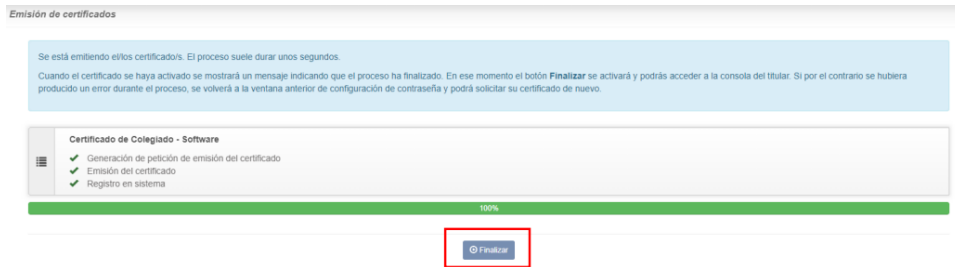 Emisión de certificados
Se está emitiendo el/los certificado/s. El proceso suele durar unos segundos.
Cuando el certificado se haya activado se mostrará un mensaje indicando que el proceso ha finalizado. En ese momento el botón Finalizar se activará y podrás acceder a la consola del titular. Si por el contrario se hubiera
producido un error durante el proceso, se volverá a la ventana anterior de configuración de contraseña y podrá solicitar su certificado de nuevo.
Certificado de Colegiado - Software
Generación de petición de emisión del certificado
Emisión del certificado
Registro en sistema
100%
Finalizar